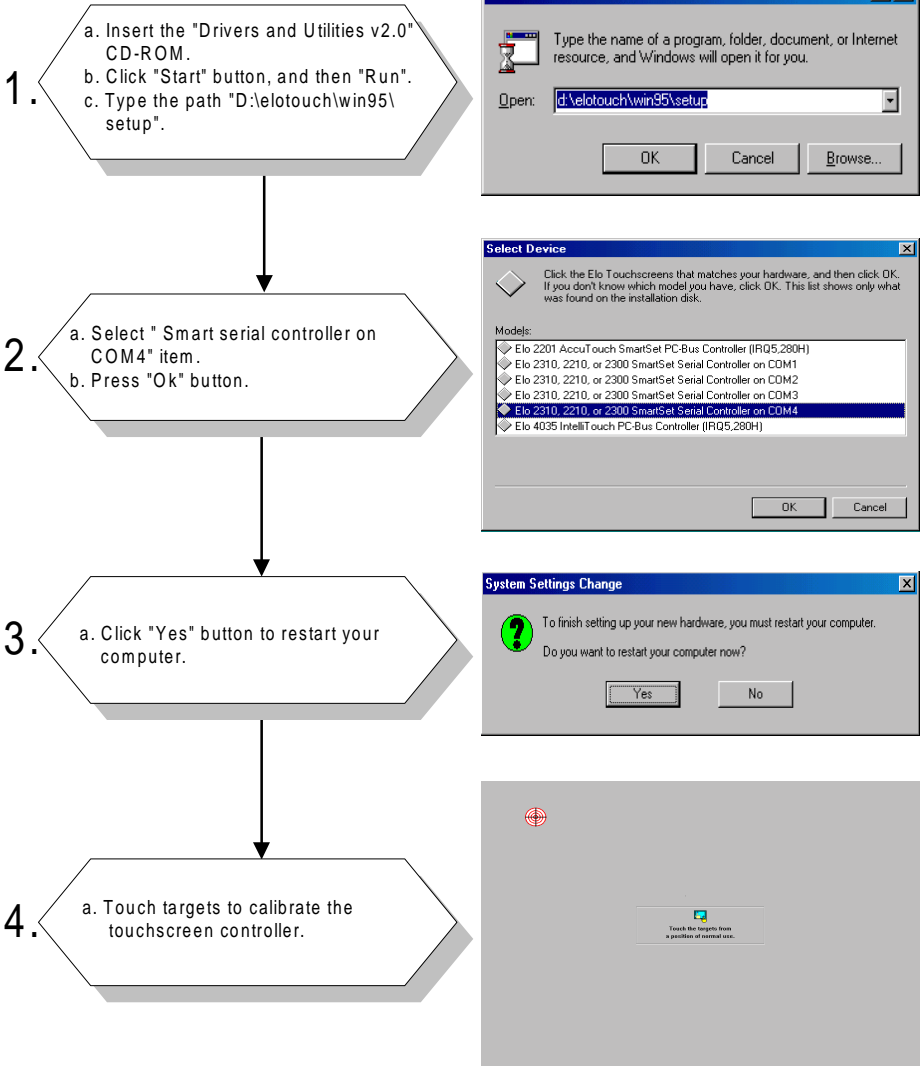 1.
a. Insert the "Drivers and Utilities v2.0"
CD-ROM.
b. Click "Start" button, and then "Run".
c. Type the path "D:\elotouch\win95\
setup".
Type the name of a program, folder, document, or Internet
resource, and Windows will open it for you.
Open:
d:\elotouch\win95\setup
OK
Cancel
Browse...
2.
a. Select " Smart serial controller on
COM4" item.
b. Press "Ok" button.
Select Device
Click the Elo Touchscreens that matches your hardware, and then click OK.
If you don't know which model you have, click OK. This list shows only what
was found on the installation disk.
Models:
Elo 2201 AccuTouch SmartSet PC-Bus Controller (IRQ5,280H)
Elo 2310, 2210, or 2300 SmartSet Serial Controller on COM1
Elo 2310, 2210, or 2300 SmartSet Serial Controller on COM2
Elo 2310, 2210, or 2300 SmartSet Serial Controller on COM3
Elo 2310, 2210, or 2300 SmartSet Serial Controller on COM4
Elo 4035 IntelliTouch PC-Bus Controller (IRQ5,280H)
OK
Cancel
3.
a. Click "Yes" button to restart your
computer.
System Settings Change
To finish setting up your new hardware, you must restart your computer.
Do you want to restart your computer now?
Yes
No
4.
a. Touch targets to calibrate the
touchscreen controller.
Touch the targets from
a position of normal use.